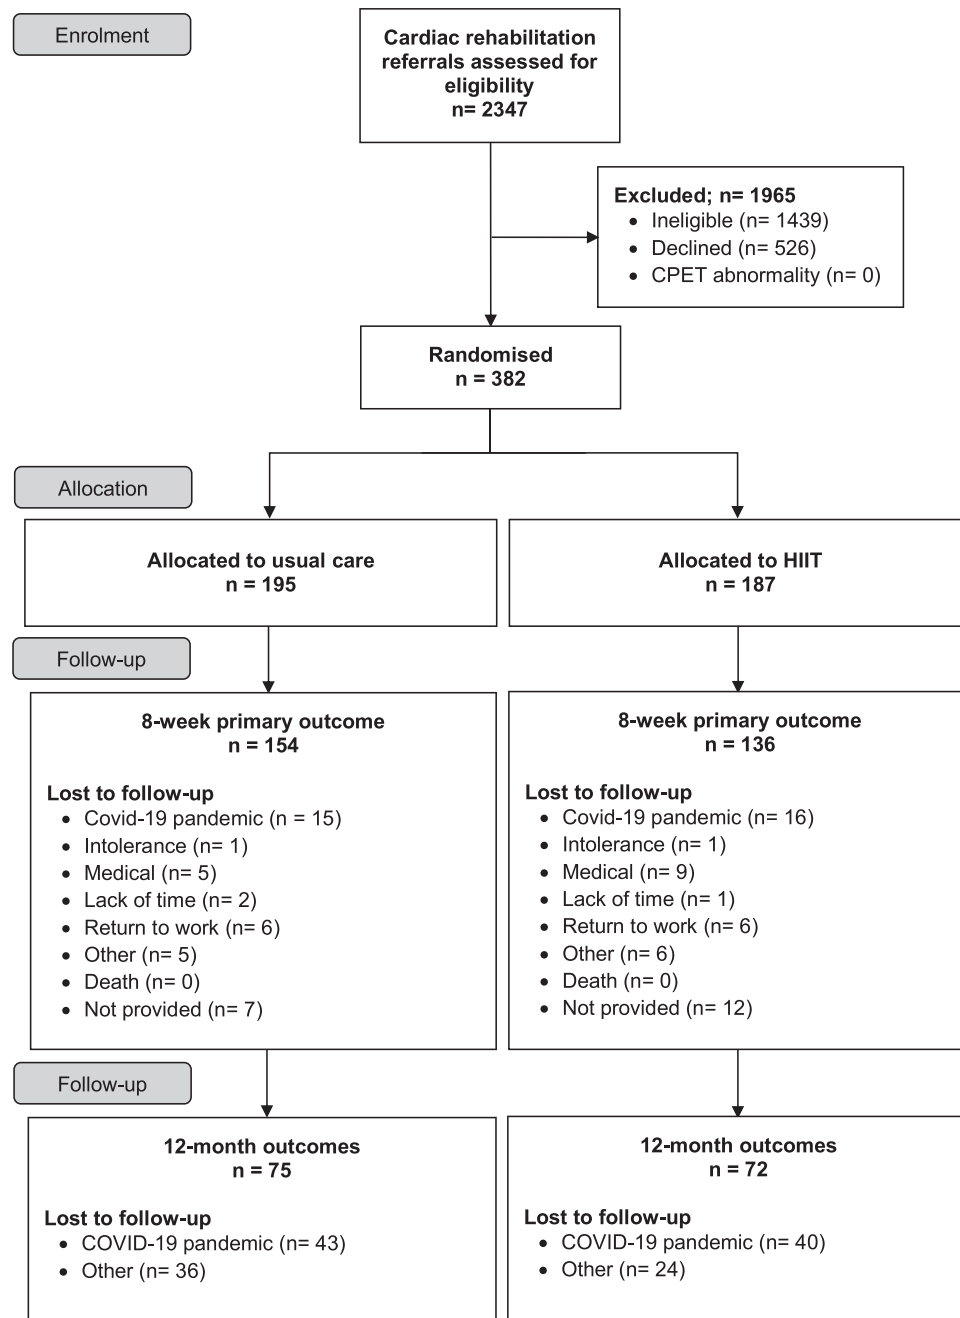 Enrolment
Cardiac rehabilitation
referrals assessed for
eligibility
n= 2347
Excluded; n= 1965
• Ineligible (n= 1439)
• Declined (n= 526)
• CPET abnormality (n= 0)
Randomised
n = 382
Allocation
Allocated to usual care
n = 195
Allocated to HIIT
n = 187
Follow-up
8-week primary outcome
n = 154
Lost to follow-up
• Covid-19 pandemic (n = 15)
• Intolerance (n= 1)
• Medical (n= 5)
• Lack of time (n= 2)
• Return to work (n= 6)
• Other (n= 5)
• Death (n= 0)
• Not provided (n= 7)
8-week primary outcome
n = 136
Lost to follow-up
• Covid-19 pandemic (n= 16)
• Intolerance (n= 1)
• Medical (n= 9)
• Lack of time (n= 1)
• Return to work (n= 6)
• Other (n= 6)
• Death (n= 0)
• Not provided (n= 12)
Follow-up
12-month outcomes
n = 75
Lost to follow-up
• COVID-19 pandemic (n= 43)
• Other (n= 36)
12-month outcomes
n = 72
Lost to follow-up
• COVID-19 pandemic (n= 40)
• Other (n= 24)